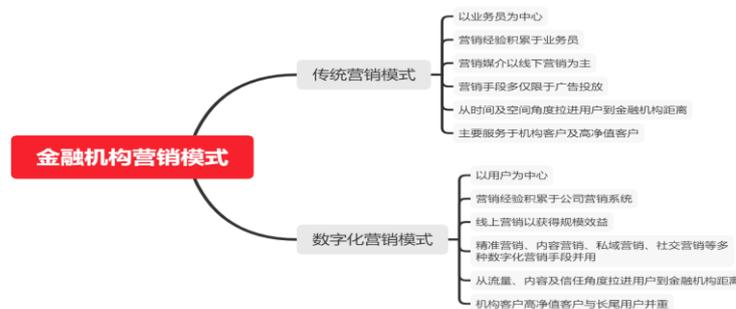 金融机构营销模式
传统营销模式
以业务员为中心
营销经验积累于业务员
营销媒介以线下营销为主
营销手段多仅限于广告投放
从时间及空间角度拉进用户到金融机构距离
主要服务于机构客户及高净值客户
数字化营销模式
以用户为中心
营销经验积累于公司营销系统
线上营销以获得规模效益
精准营销、内容营销、私域营销、社交营销等多
种数字化营销手段并用
从流量、内容及信任角度拉进用户到金融机构距离
机构客户高净值客户与长尾用户并重